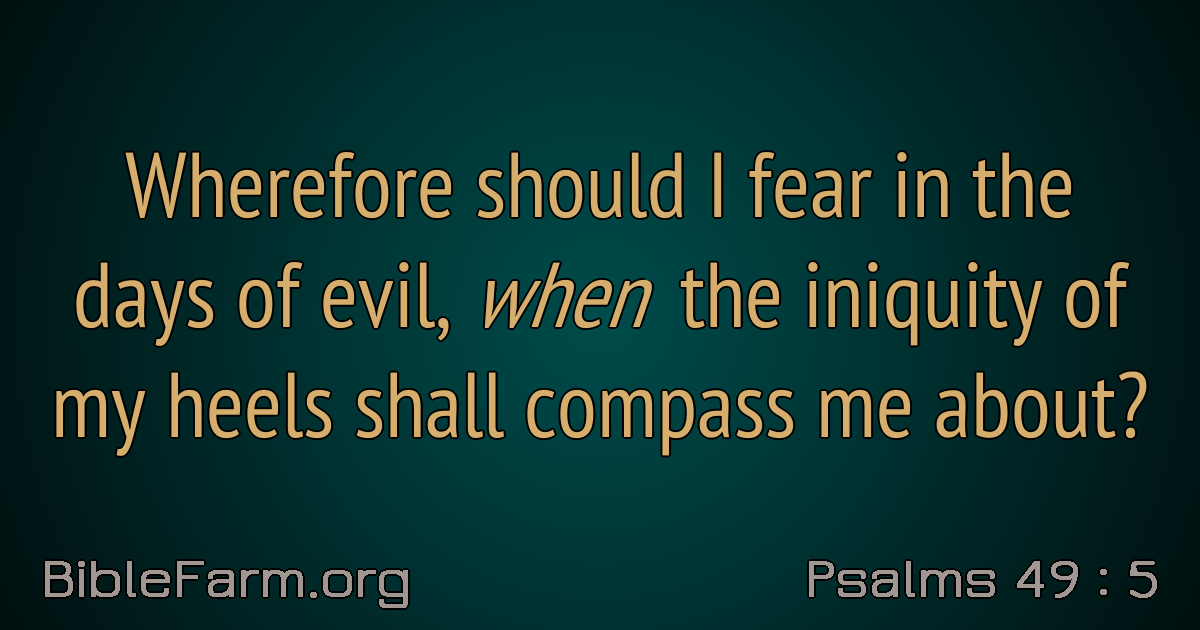 Wherefore should I fear in the
days of evil, when the iniquity of
my heels shall compass me about?
BibleFarm.org
Psalms 49 : 5